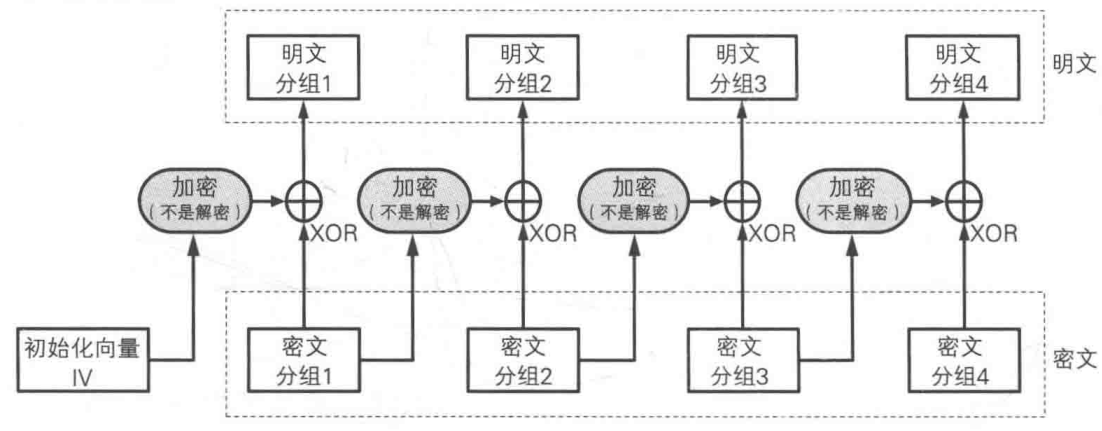 明文
分组1
明文
分组2
明文
分组3
明文
分组4
明文
加密
(不是解密)
XOR
加密
(不是解密)
XOR
加密
(不是解密)
XOR
加密
(不是解密)
XOR
初始化向量
IV
密文
分组1
密文
分组2
密文
分组3
密文
分组4
密文